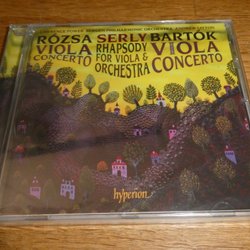 LAWRENCE POWER BERGEN PHILHARMONIC ORCHESTRA ANDREW LITTON
RÓZSA SERLY BARTÓK
VIOLA RHAPSODY VIOLA
CONCERTO FOR VIOLA & CONCERTO
ORCHESTRA
hyperion